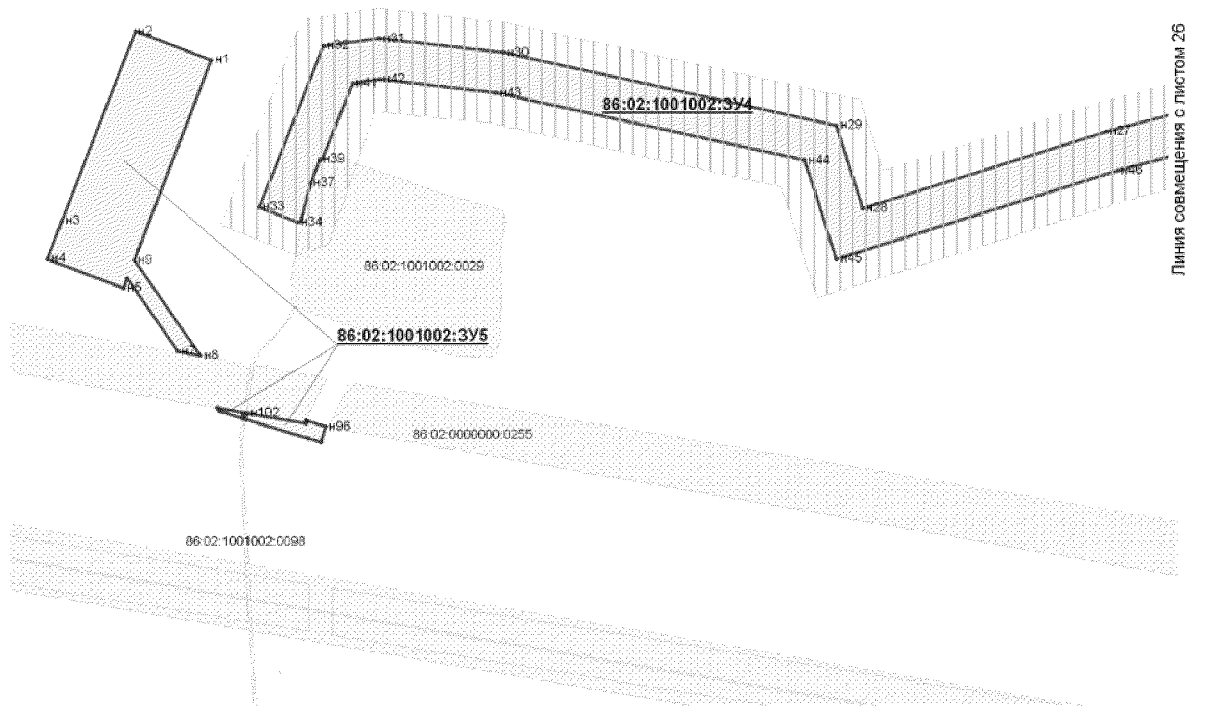 н2
н1
н32
н31
н30
н41
н42
н43
86:02:1001002:ЗУ4
н29
н27
н44
н46
н39
н37
н33
н34
н28
н3
н4
н9
н45
86:02:1001002:0029
н8
86:02:1001002:ЗУ5
н102
н96
86:02:0000000:0255
86:02:1001002:0098
Линия совмещения с листом 26